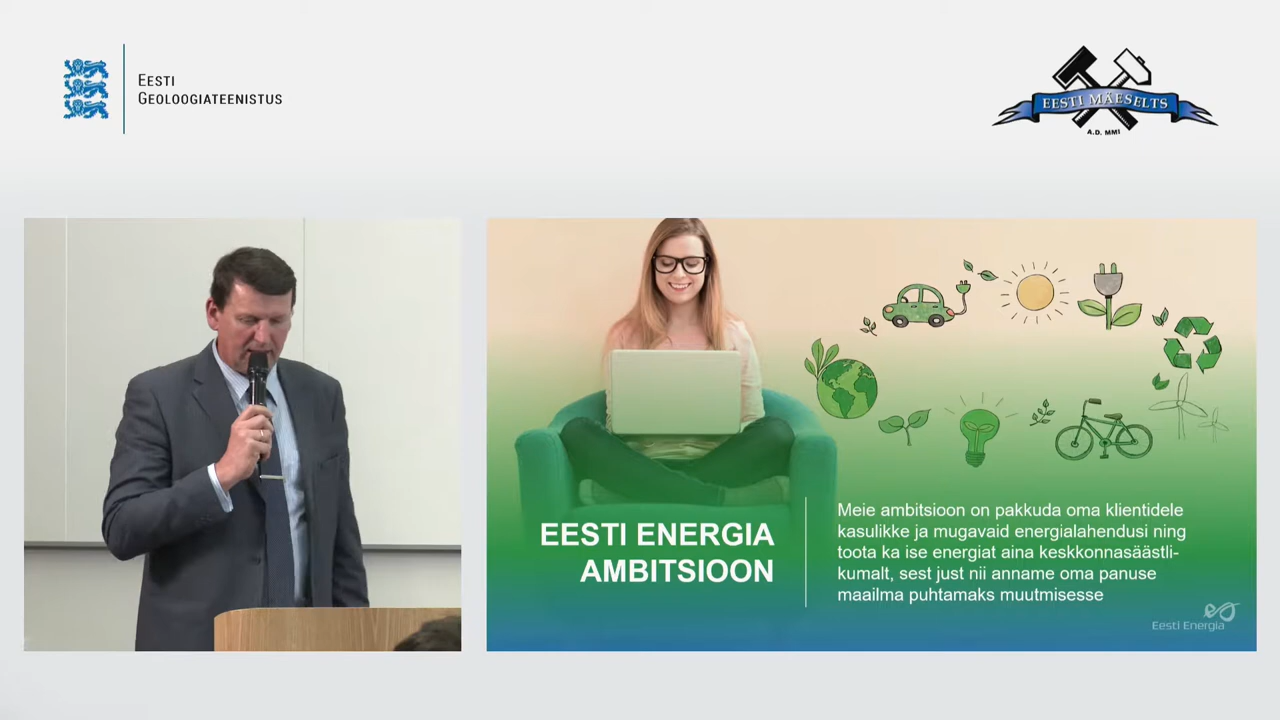 EESTI
GEOLOOGIATEENISTUS
EESTI MÄESELTS
A.D. MMI
EESTI ENERGIA
AMBITSIOON
Meie ambitsioon on pakkuda oma klientidele
kasulikke ja mugavaid energialahendusi ning
toota ka ise energiat aina keskkonnasäästli-
kumalt, sest just nii anname oma panuse
maailma puhtamaks muutmisesse
Eesti Energia